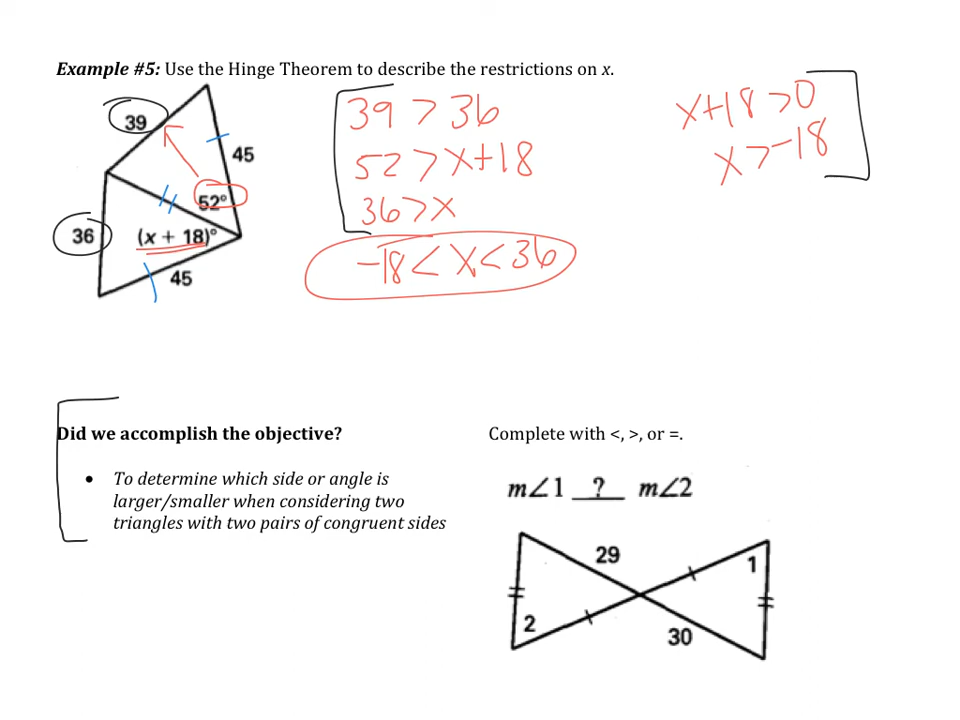 Example #5: Use the Hinge Theorem to describe the restrictions on x.
39
45
52°
36
(x + 18)°
45
39 > 36
52 > x+18
36 > x
-18 < x < 36
x+18 > 0
x > -18
Did we accomplish the objective?
• To determine which side or angle is
larger/smaller when considering two
triangles with two pairs of congruent sides
Complete with <, >, or =.
m∠1 __?__ m∠2
29
1
2
30